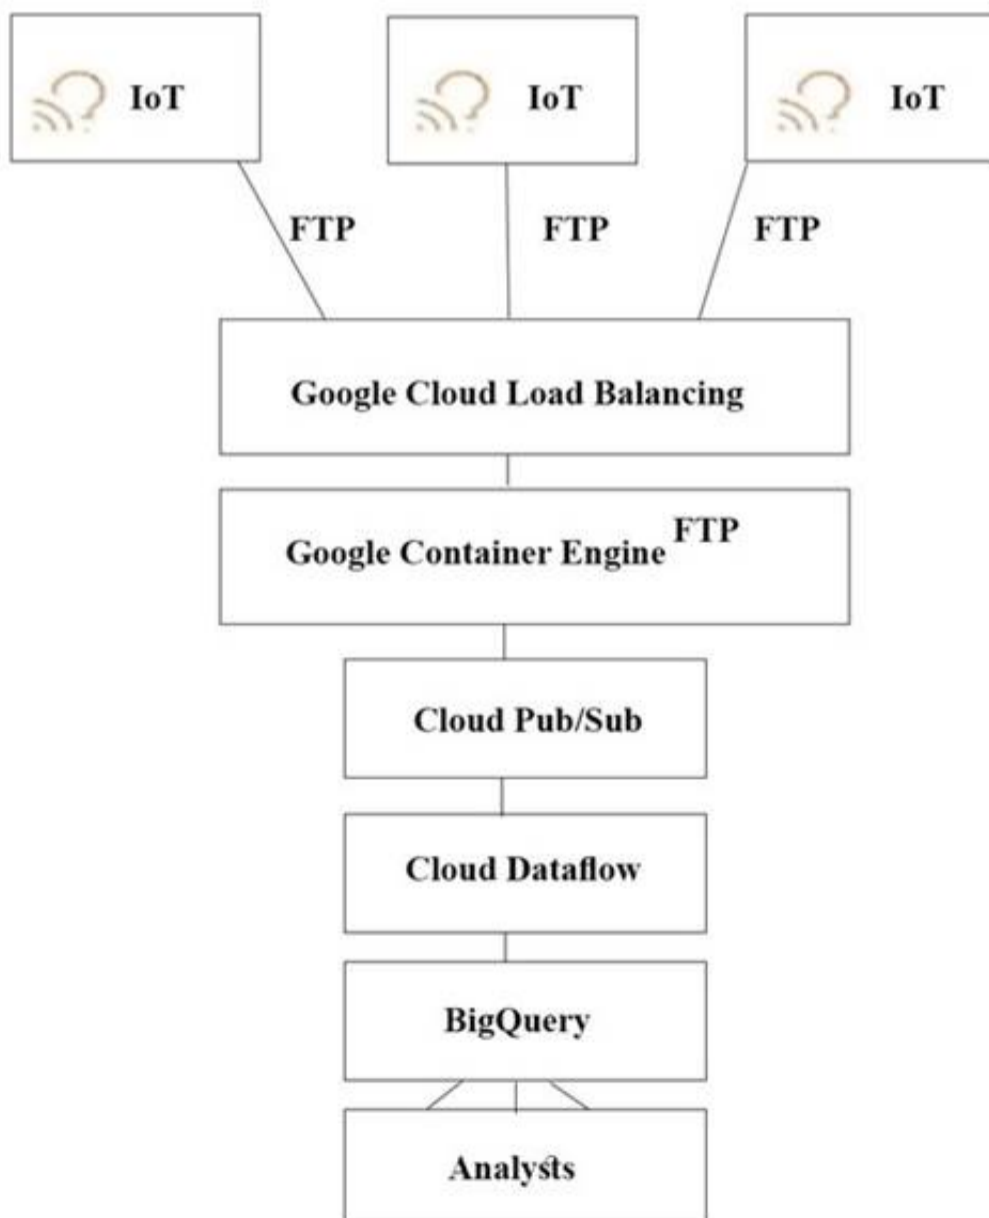 IoT
IoT
IoT
FTP
FTP
FTP
Google Cloud Load Balancing
Google Container Engine FTP
Cloud Pub/Sub
Cloud Dataflow
BigQuery
Analysts